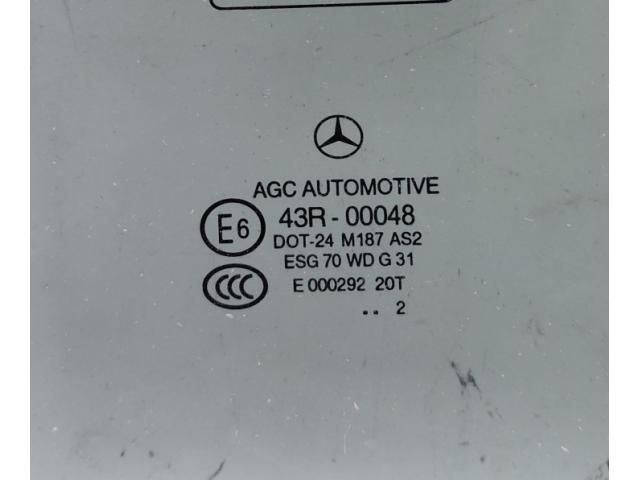 AGC AUTOMOTIVE
E6 43R - 00048
DOT-24 M187 AS2
ESG 70 WD G 31
CCC E 000292 20T
.. 2